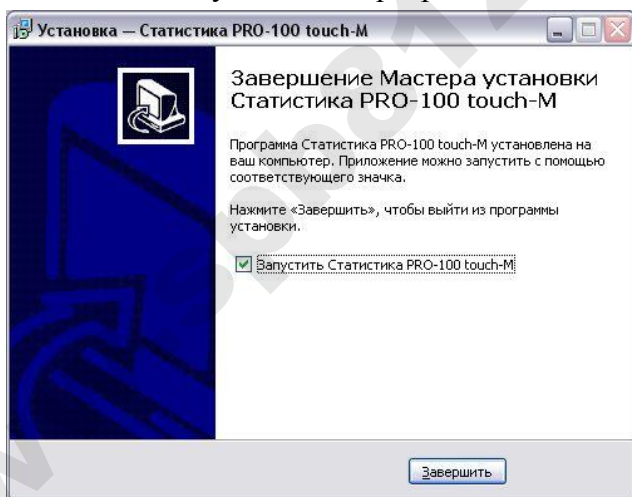 Установка — Статистика PRO-100 touch-M
Завершение Мастера установки
Статистика PRO-100 touch-M
Программа Статистика PRO-100 touch-M установлена на
ваш компьютер. Приложение можно запустить с помощью
соответствующего значка.
Нажмите «Завершить», чтобы выйти из программы
установки.
Запустить Статистика PRO-100 touch-M
Завершить